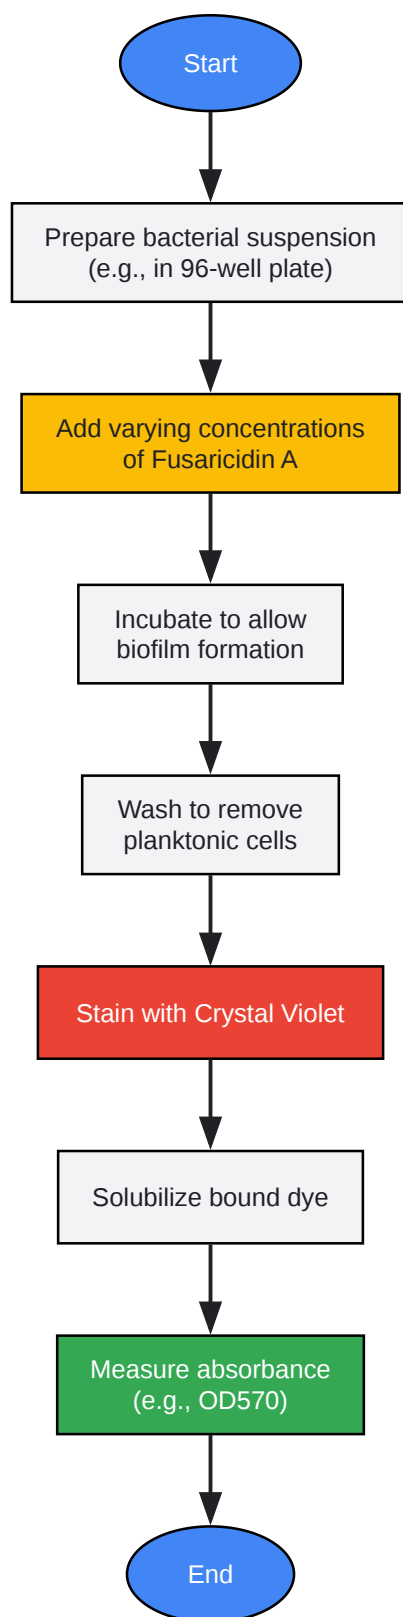 Start
Prepare bacterial suspension
(e.g., in 96-well plate)
Add varying concentrations
of Fusaricidin A
Incubate to allow
biofilm formation
Wash to remove
planktonic cells
Stain with Crystal Violet
Solubilize bound dye
Measure absorbance
(e.g., OD570)
End